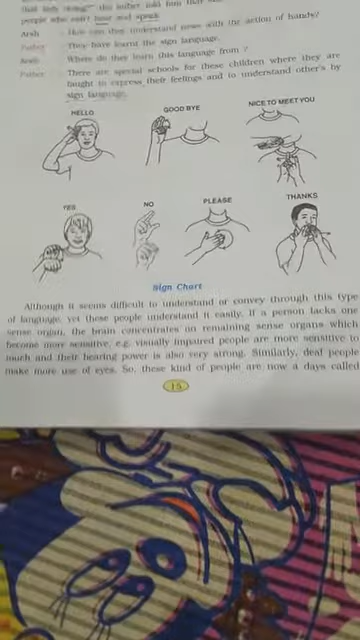 the father told him that
people who can't hear and speak.
Arsh : How can they understand news with the action of hands?
Father : They have learnt the sign language.
Arsh : Where do they learn this language from ?
Father : There are special schools for these children where they are
taught to express their feelings and to understand other's by
sign language.
HELLO GOOD BYE NICE TO MEET YOU
YES NO PLEASE THANKS
Sign Chart
Although it seems difficult to understand or convey through this type
of language, yet these people understand it easily. If a person lacks one
sense organ, the brain concentrates on remaining sense organs which
become more sensitive, e.g. visually impaired people are more sensitive to
touch and their hearing power is also very strong. Similarly, deaf people
make more use of eyes. So, these kind of people are now a days called
15